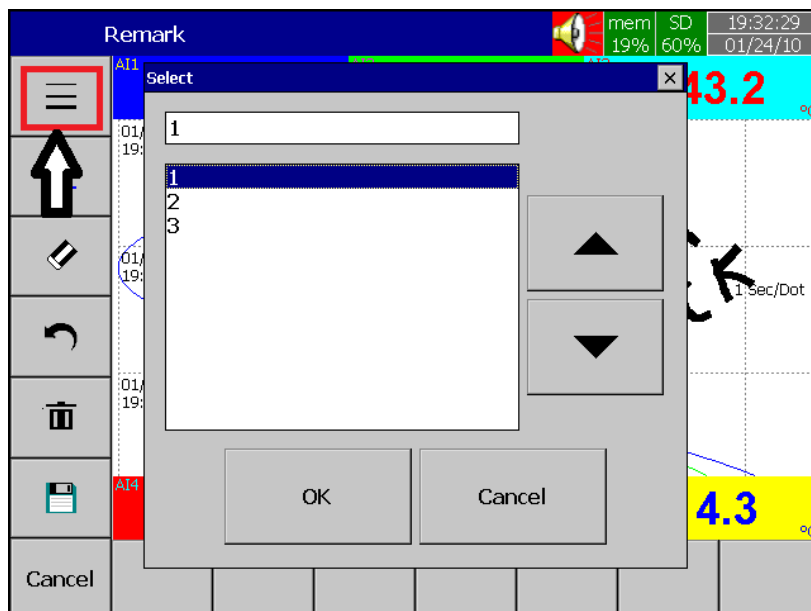 Remark
mem
19%
SD
60%
19:32:29
01/24/10
AI1
Select
43.2
1
1
2
3
01/
19:
01/
19:
1 Sec/Dot
01/
19:
AI4
OK
Cancel
4.3
Cancel